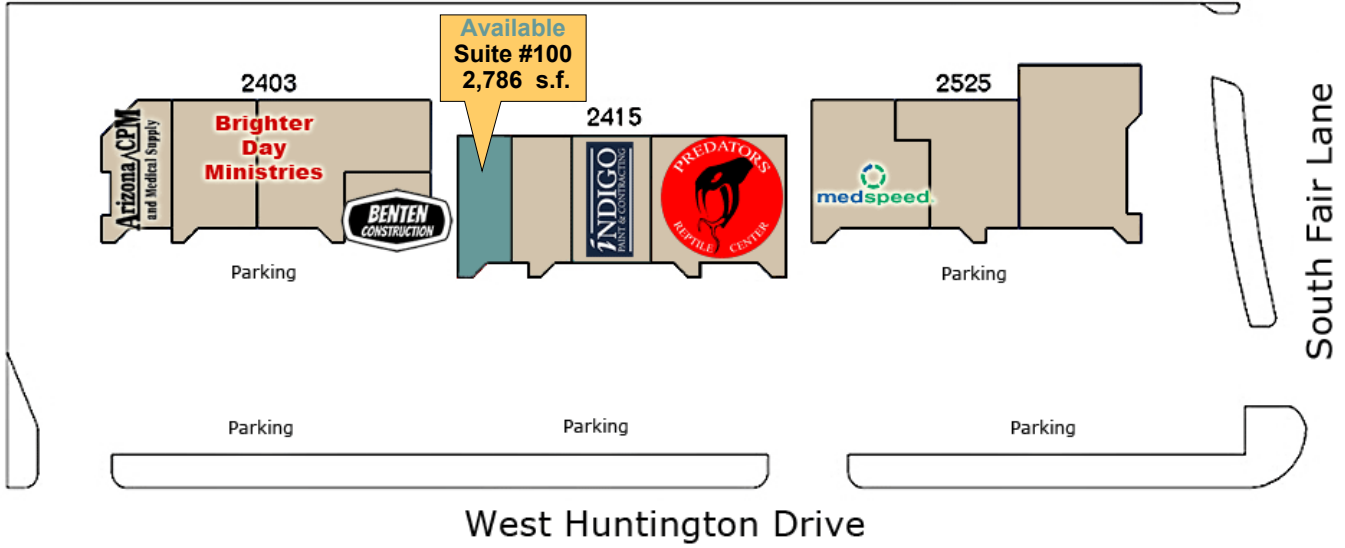 Available
Suite #100
2,786 s.f.
2403
2415
2525
Arizona CPM
and Medical Supply
Brighter
Day
Ministries
BENTEN
CONSTRUCTION
iNDIGO
PAINT & CONTRACTING
PREDATORS
REPTILE CENTER
medspeed
Parking
Parking
Parking
Parking
Parking
South Fair Lane
West Huntington Drive